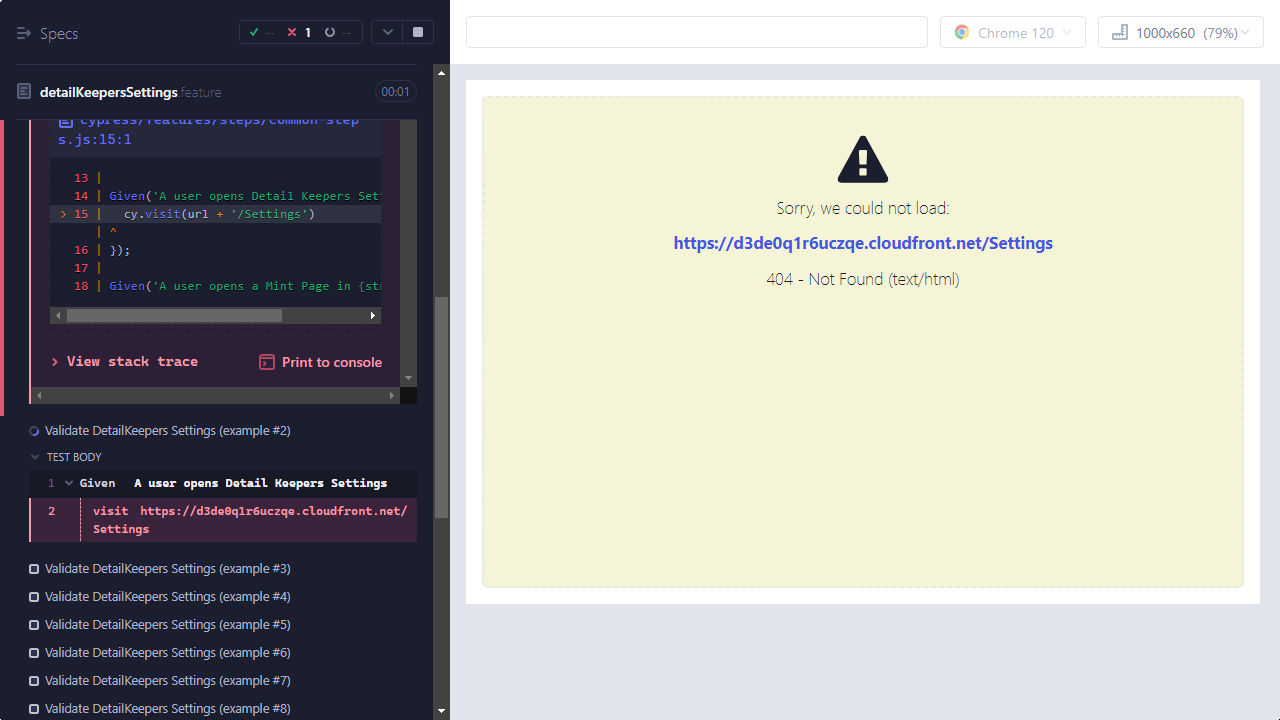 Specs
-- 1 --
Chrome 120
1000x660 (79%)
detailKeepersSettings feature
00:01
cypress/features/steps/common-step
s.js:15:1
13 |
14 | Given('A user opens Detail Keepers Set
> 15 | cy.visit(url + '/Settings')
| ^
16 | });
17 |
18 | Given('A user opens a Mint Page in {str
View stack trace
Print to console
Validate DetailKeepers Settings (example #2)
TEST BODY
1 Given A user opens Detail Keepers Settings
2 visit https://d3de0q1r6uczqe.cloudfront.net/
Settings
Validate DetailKeepers Settings (example #3)
Validate DetailKeepers Settings (example #4)
Validate DetailKeepers Settings (example #5)
Validate DetailKeepers Settings (example #6)
Validate DetailKeepers Settings (example #7)
Validate DetailKeepers Settings (example #8)
Sorry, we could not load:
https://d3de0q1r6uczqe.cloudfront.net/Settings
404 - Not Found (text/html)